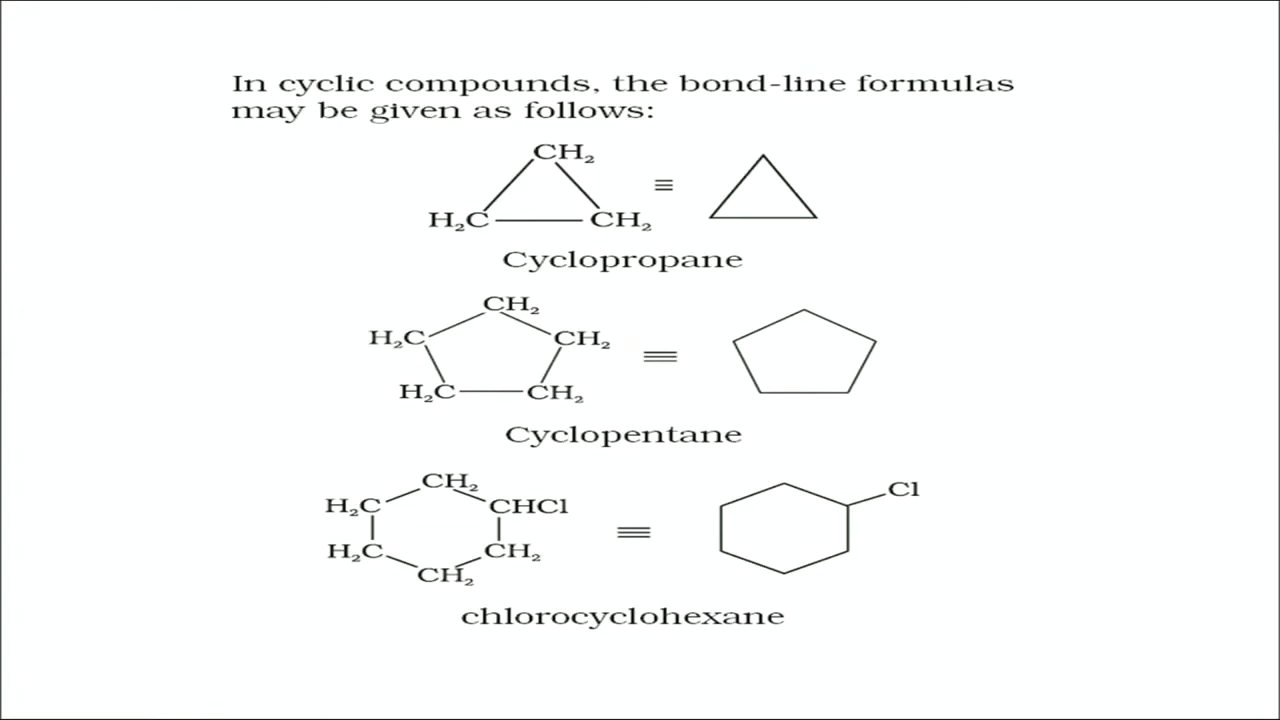 In cyclic compounds, the bond-line formulas
may be given as follows:
CH₂
≡
H₂C CH₂
Cyclopropane
CH₂
H₂C CH₂
≡
H₂C CH₂
Cyclopentane
CH₂
Cl
H₂C CHCl
≡
H₂C CH₂
CH₂
chlorocyclohexane